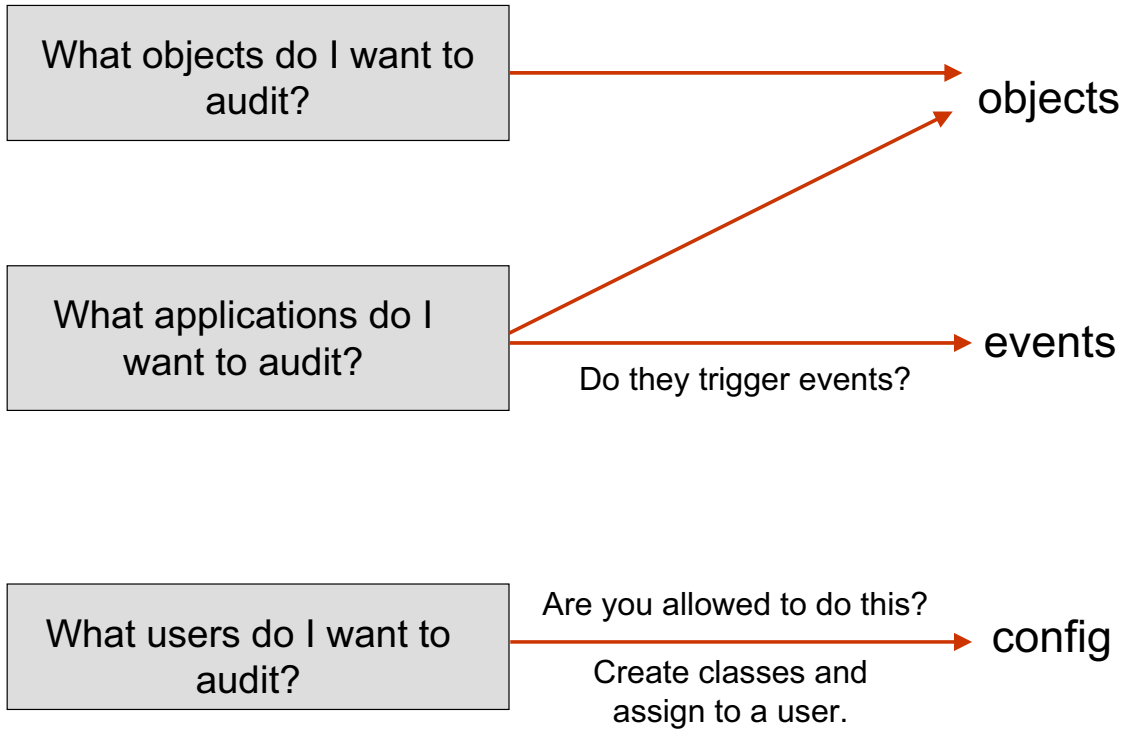 What objects do I want to
audit?
objects
What applications do I
want to audit?
events
Do they trigger events?
What users do I want to
audit?
Are you allowed to do this?
config
Create classes and
assign to a user.